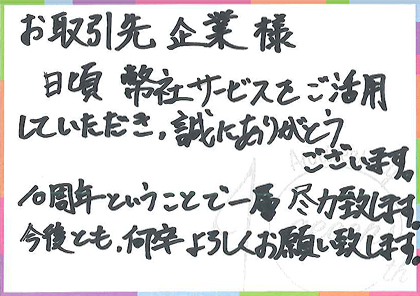 お取引先 企業 様
日頃 弊社サービスをご活用
していただき、誠にありがとう
ございます。
10周年ということで一層 尽力致します。
今後とも、何卒よろしくお願い致します。